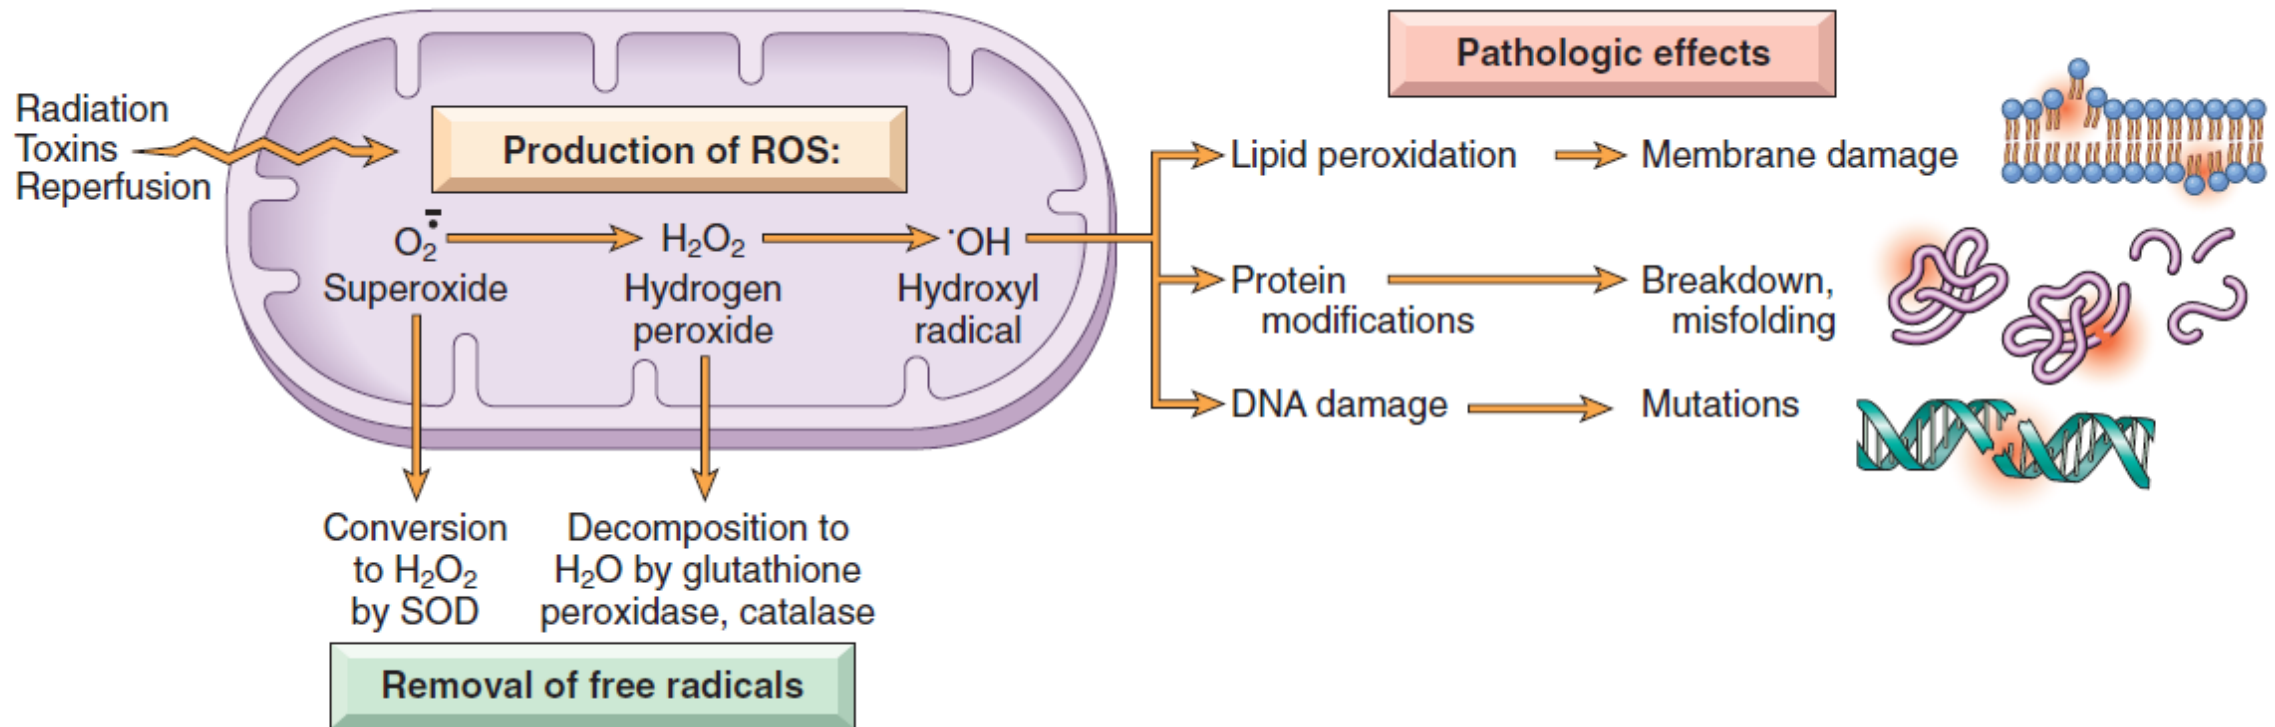 Radiation
Toxins
Reperfusion
Production of ROS:
O₂•̅ H₂O₂ ˙OH
Superoxide
Hydrogen
peroxide
Hydroxyl
radical
Conversion
to H₂O₂
by SOD
Decomposition to
H₂O by glutathione
peroxidase, catalase
Removal of free radicals
Pathologic effects
Lipid peroxidation
Membrane damage
Protein
modifications
Breakdown,
misfolding
DNA damage
Mutations